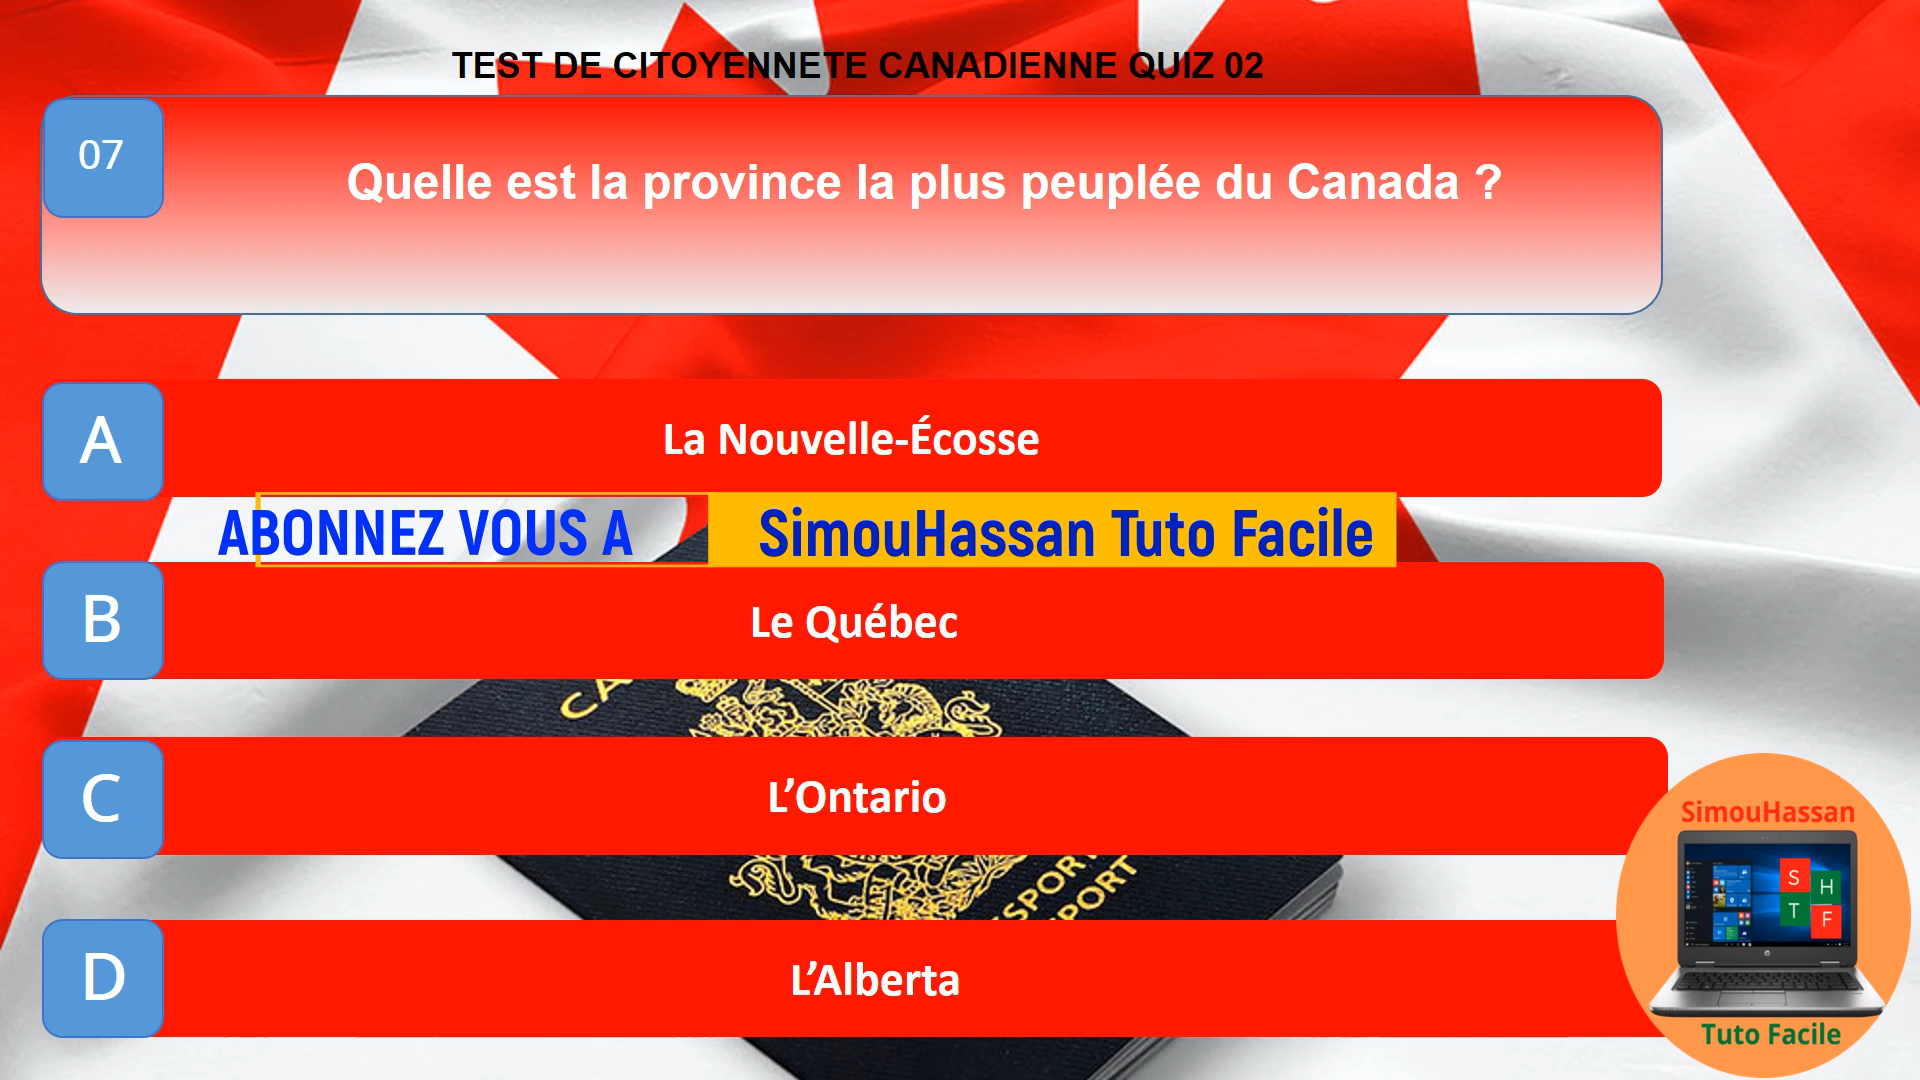 TEST DE CITOYENNETE CANADIENNE QUIZ 02
07
Quelle est la province la plus peuplée du Canada ?
A
La Nouvelle-Écosse
ABONNEZ VOUS A
SimouHassan Tuto Facile
B
Le Québec
CA
C
L’Ontario
D
L’Alberta
SimouHassan
S
H
T
F
Tuto Facile